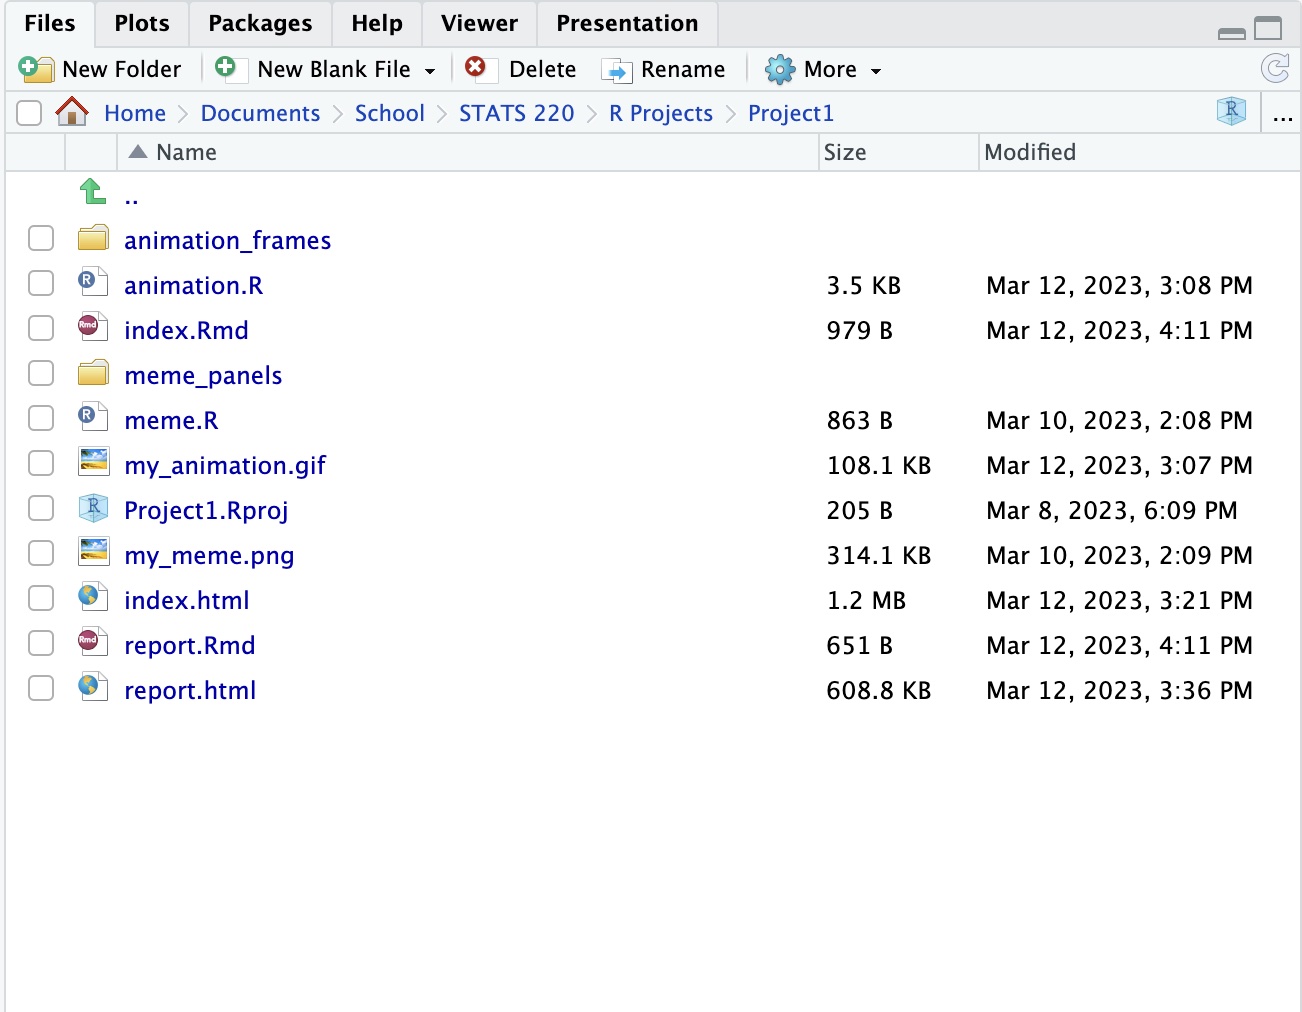 Files Plots Packages Help Viewer Presentation
New Folder New Blank File Delete Rename More
Home Documents School STATS 220 R Projects Project1 R ...
Name Size Modified
..
animation_frames
R animation.R 3.5 KB Mar 12, 2023, 3:08 PM
Rmd index.Rmd 979 B Mar 12, 2023, 4:11 PM
meme_panels
R meme.R 863 B Mar 10, 2023, 2:08 PM
my_animation.gif 108.1 KB Mar 12, 2023, 3:07 PM
R Project1.Rproj 205 B Mar 8, 2023, 6:09 PM
my_meme.png 314.1 KB Mar 10, 2023, 2:09 PM
index.html 1.2 MB Mar 12, 2023, 3:21 PM
Rmd report.Rmd 651 B Mar 12, 2023, 4:11 PM
report.html 608.8 KB Mar 12, 2023, 3:36 PM